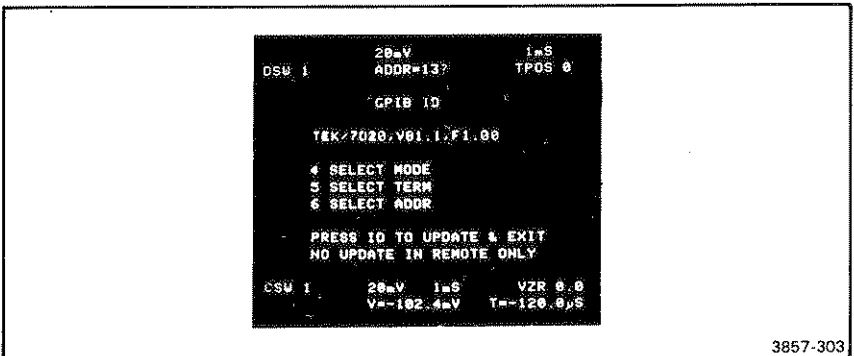 20mV 1mS
DSW 1 ADDR=13? TPOS 0
GPIB ID
TEK/7D20,V81.1,F1.00
4 SELECT MODE
5 SELECT TERM
6 SELECT ADDR
PRESS ID TO UPDATE & EXIT
NO UPDATE IN REMOTE ONLY
CSW 1 20mV 1mS VZR 0.0
V=-102.4mV T=-120.0µS
3857-303